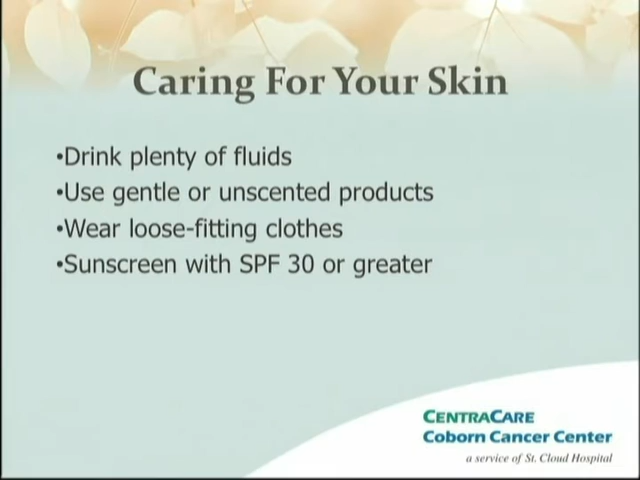 Caring For Your Skin
•Drink plenty of fluids
•Use gentle or unscented products
•Wear loose-fitting clothes
•Sunscreen with SPF 30 or greater
CENTRACARE
Coborn Cancer Center
a service of St. Cloud Hospital